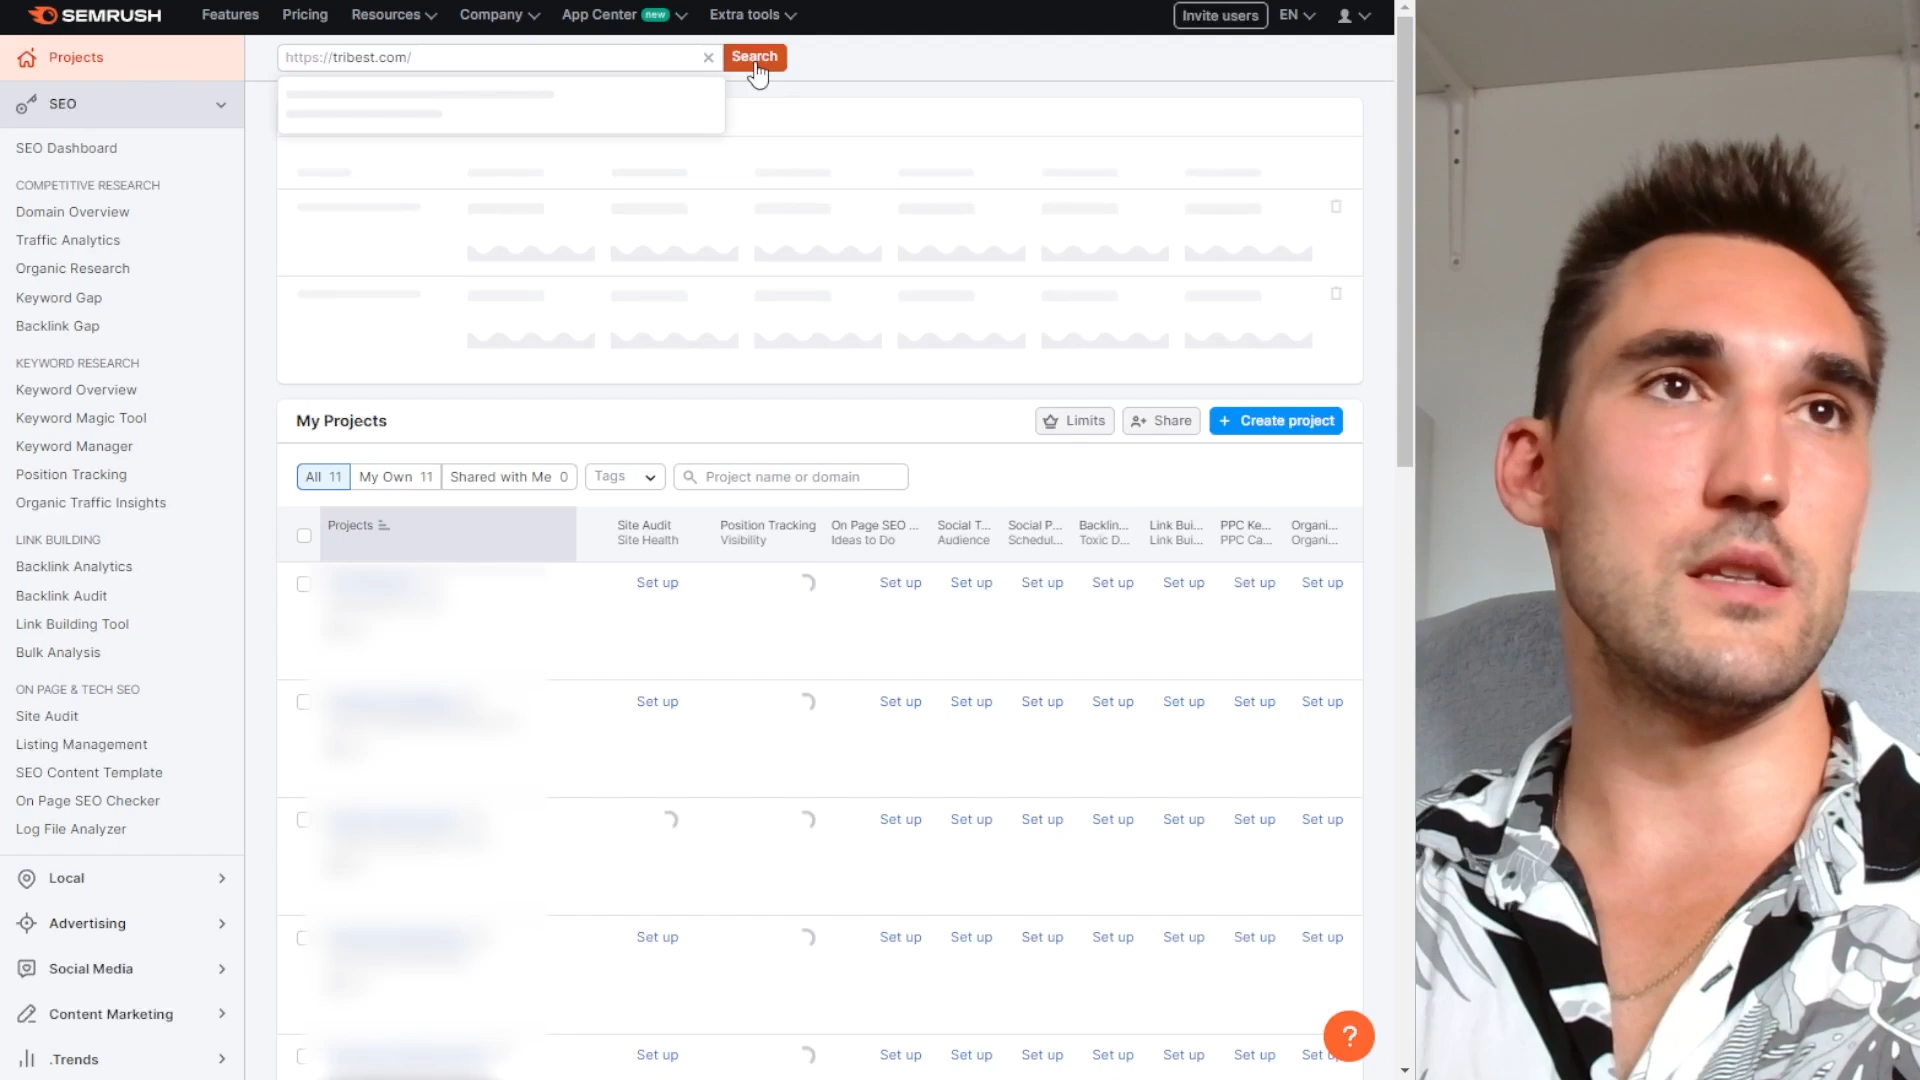 SEMRUSH
Features
Pricing
Resources
Company
App Center new
Extra tools
Invite users
EN
Projects
https://tribest.com/
Search
SEO
SEO Dashboard
COMPETITIVE RESEARCH
Domain Overview
Traffic Analytics
Organic Research
Keyword Gap
Backlink Gap
KEYWORD RESEARCH
Keyword Overview
Keyword Magic Tool
Keyword Manager
Position Tracking
Organic Traffic Insights
LINK BUILDING
Backlink Analytics
Backlink Audit
Link Building Tool
Bulk Analysis
ON PAGE & TECH SEO
Site Audit
Listing Management
SEO Content Template
On Page SEO Checker
Log File Analyzer
Local
Advertising
Social Media
Content Marketing
.Trends
My Projects
Limits
Share
+ Create project
All 11
My Own 11
Shared with Me 0
Tags
Project name or domain
Projects
Site Audit
Site Health
Position Tracking
Visibility
On Page SEO ...
Ideas to Do
Social T...
Audience
Social P...
Schedul...
Backlin...
Toxic D...
Link Bui...
Link Bui...
PPC Ke...
PPC Ca...
Organi...
Organi...
Set up Set up Set up Set up Set up Set up Set up Set up
Set up Set up Set up Set up Set up Set up Set up Set up
Set up Set up Set up Set up Set up Set up Set up
Set up Set up Set up Set up Set up Set up Set up Set up
Set up Set up Set up Set up Set up Set up Set up Set
?